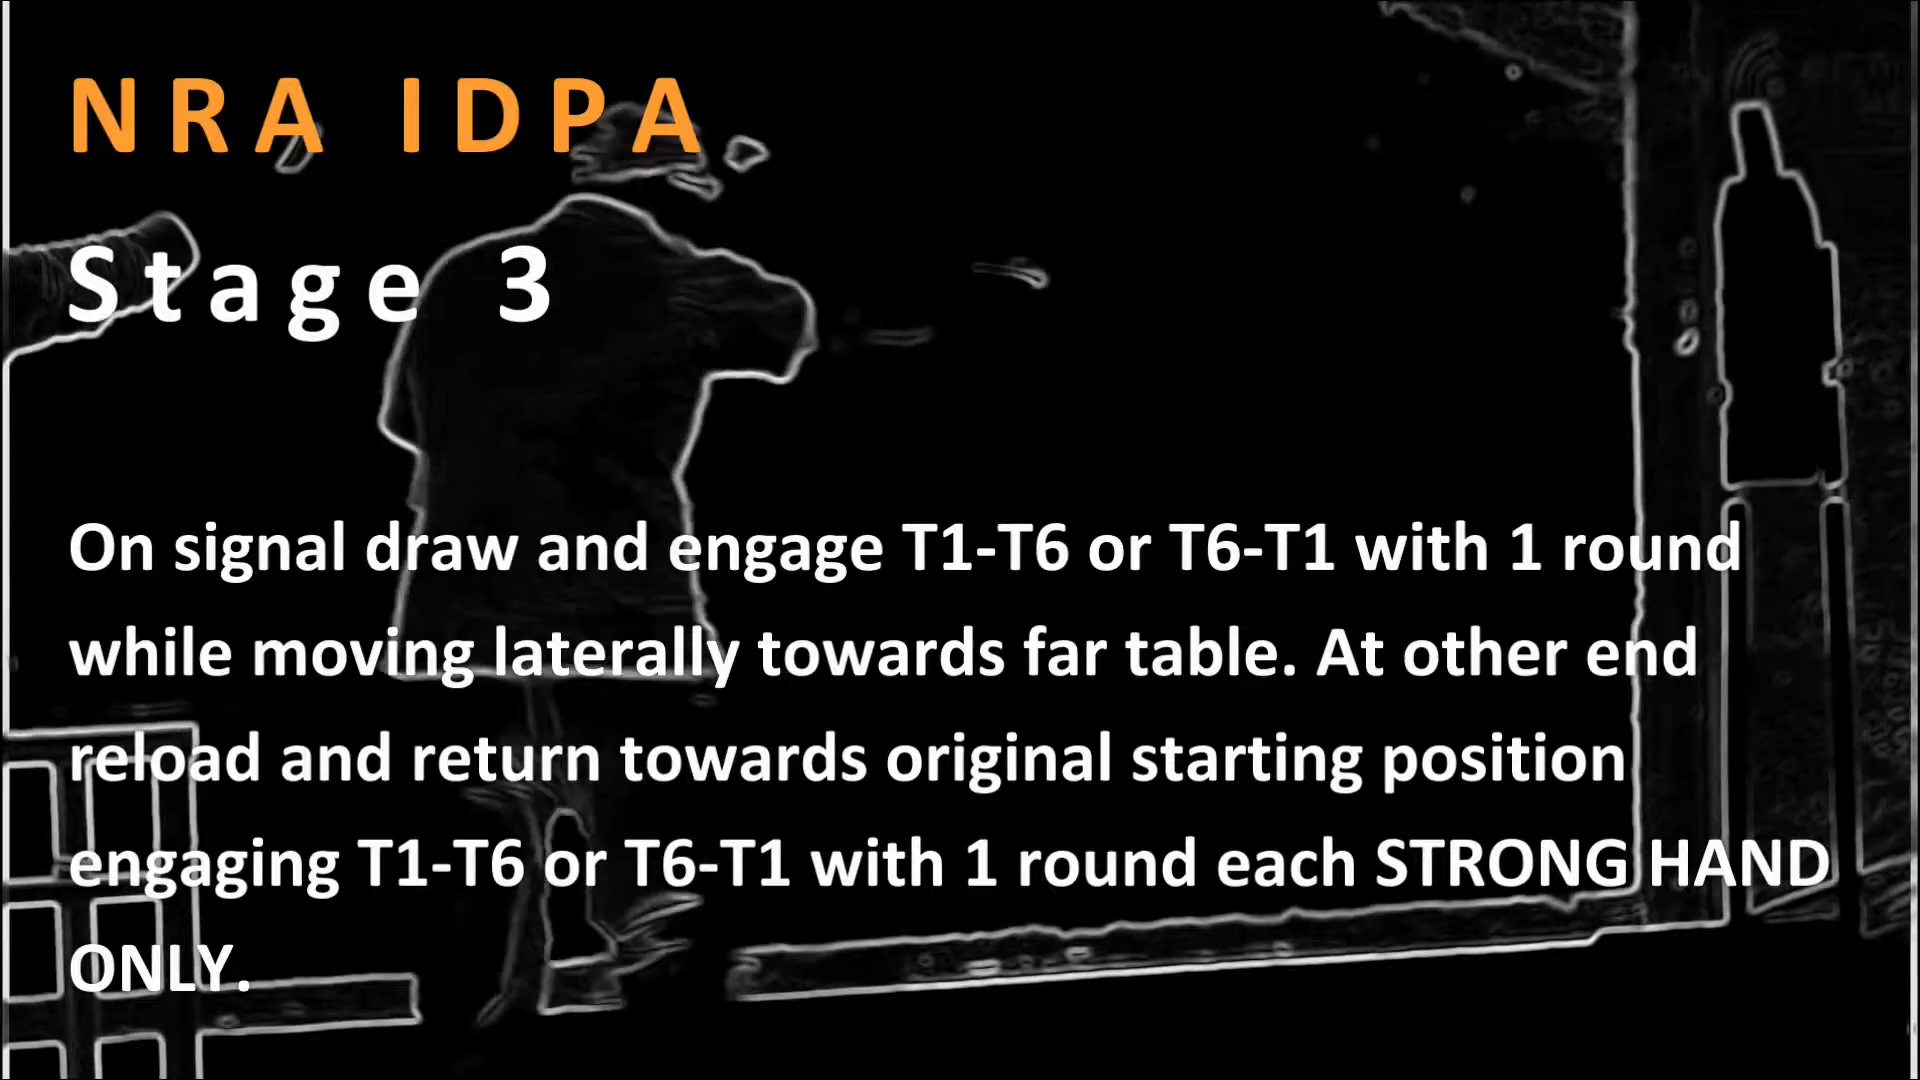 NRA IDPA
Stage 3
On signal draw and engage T1-T6 or T6-T1 with 1 round
while moving laterally towards far table. At other end
reload and return towards original starting position
engaging T1-T6 or T6-T1 with 1 round each STRONG HAND
ONLY.